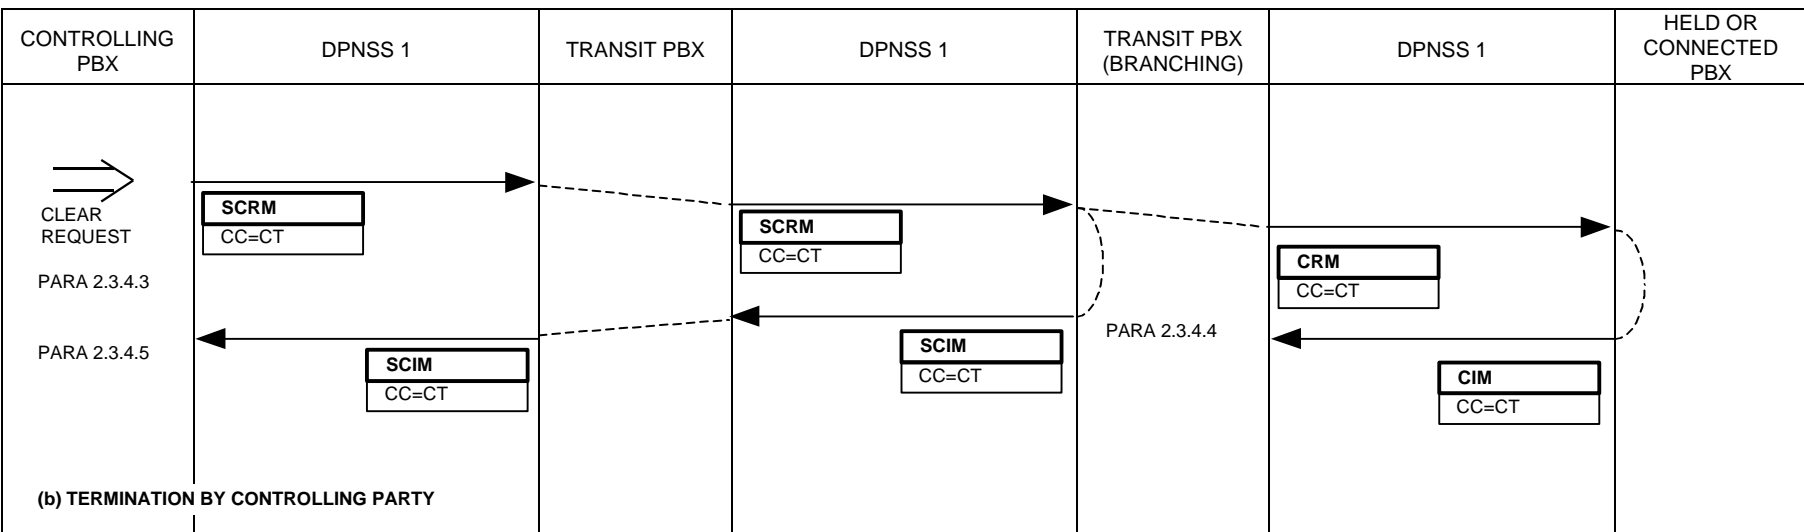 CONTROLLING
PBX
DPNSS 1
TRANSIT PBX
DPNSS 1
TRANSIT PBX
(BRANCHING)
DPNSS 1
HELD OR
CONNECTED
PBX
CLEAR
REQUEST
PARA 2.3.4.3
PARA 2.3.4.5
SCRM
CC=CT
SCIM
CC=CT
SCRM
CC=CT
SCIM
CC=CT
PARA 2.3.4.4
CRM
CC=CT
CIM
CC=CT
(b) TERMINATION BY CONTROLLING PARTY